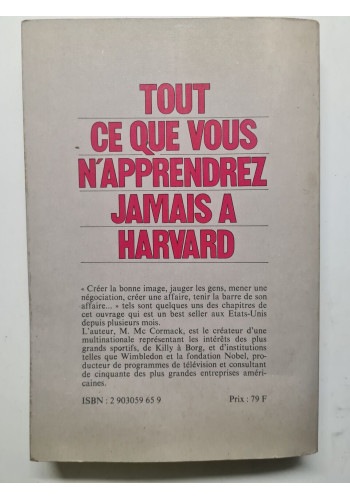 TOUT
CE QUE VOUS
N'APPRENDREZ
JAMAIS A
HARVARD
« Créer la bonne image, jauger les gens, mener une
négociation, créer une affaire, tenir la barre de son
affaire... » tels sont quelques uns des chapitres de
cet ouvrage qui est un best seller aux Etats-Unis
depuis plusieurs mois.
L'auteur, M. Mc Cormack, est le créateur d'une
multinationale représentant les intérêts des plus
grands sportifs, de Killy à Borg, et d'institutions
telles que Wimbledon et la fondation Nobel, pro-
ducteur de programmes de télévision et consultant
de cinquante des plus grandes entreprises améri-
caines.
ISBN : 2 903059 65 9 Prix : 79 F